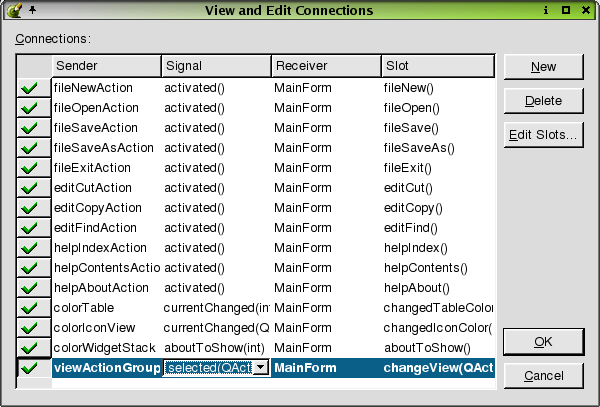 View and Edit Connections
Connections:
Sender Signal Receiver Slot
fileNewAction activated() MainForm fileNew()
fileOpenAction activated() MainForm fileOpen()
fileSaveAction activated() MainForm fileSave()
fileSaveAsAction activated() MainForm fileSaveAs()
fileExitAction activated() MainForm fileExit()
editCutAction activated() MainForm editCut()
editCopyAction activated() MainForm editCopy()
editFindAction activated() MainForm editFind()
helpIndexAction activated() MainForm helpIndex()
helpContentsActio activated() MainForm helpContents()
helpAboutAction activated() MainForm helpAbout()
colorTable currentChanged(int MainForm changedTableColor
colorIconView currentChanged(Q MainForm changedIconColor(
colorWidgetStack aboutToShow(int) MainForm aboutToShow()
viewActionGroup selected(QAct MainForm changeView(QAct
New
Delete
Edit Slots...
OK
Cancel